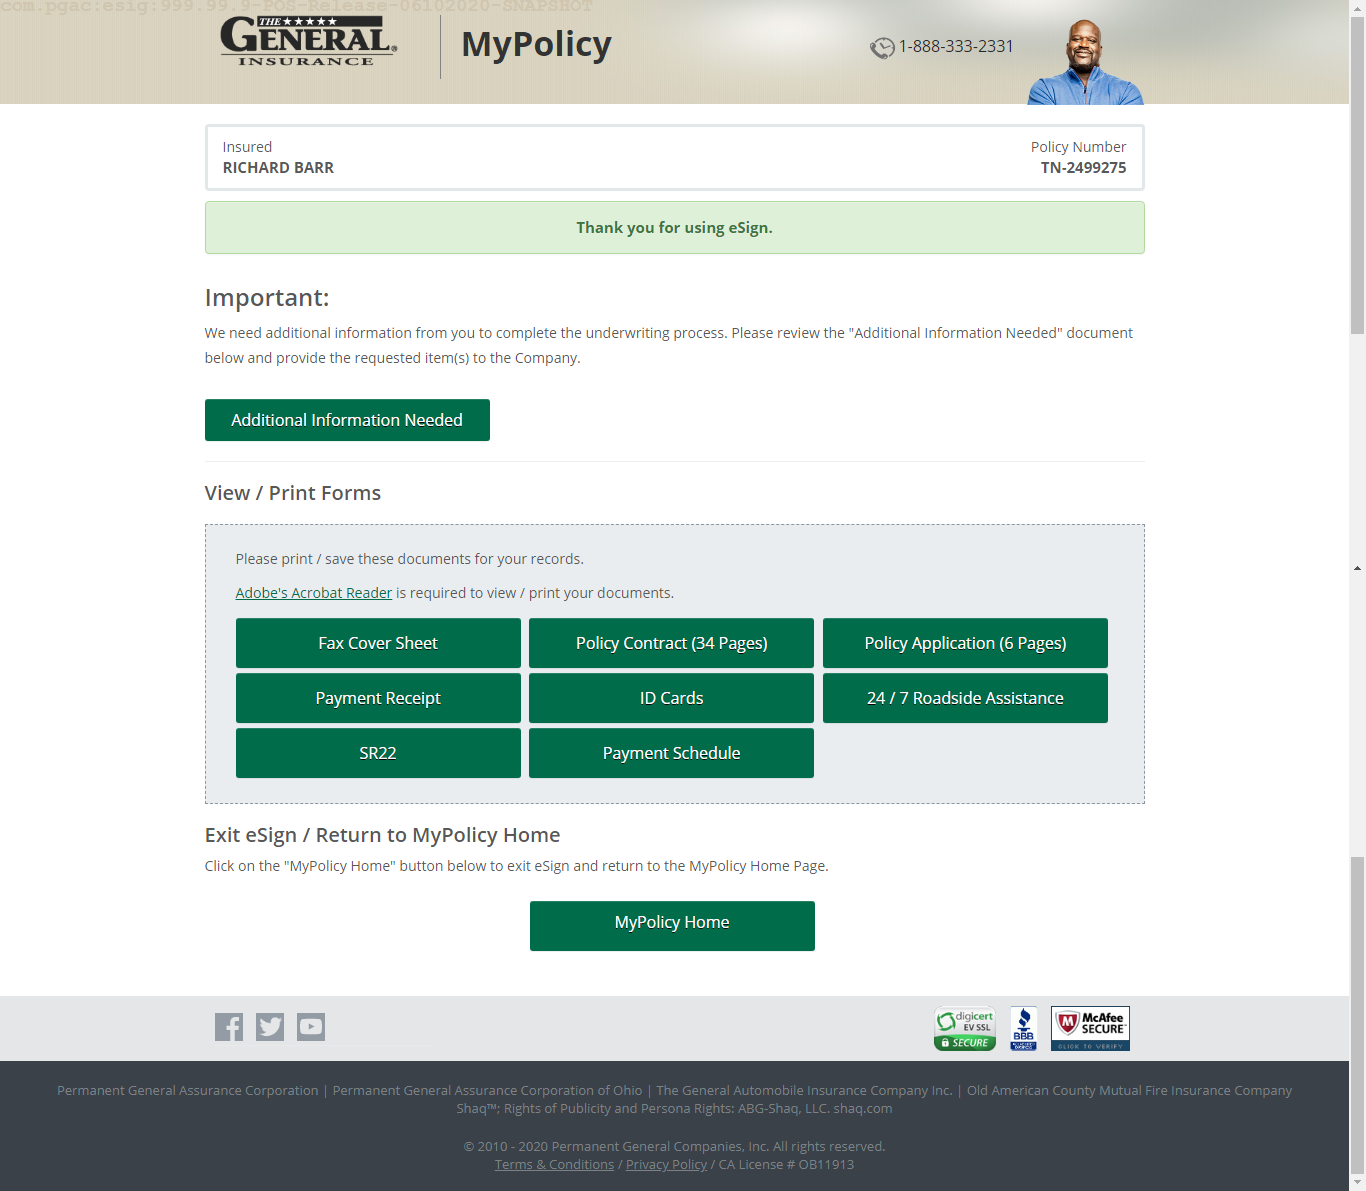 com.pgac:esig:999.99.9-POS-Release-06102020-SNAPSHOT
THE
GENERAL®
INSURANCE
MyPolicy
1-888-333-2331
Insured
Policy Number
RICHARD BARR
TN-2499275
Thank you for using eSign.
Important:
We need additional information from you to complete the underwriting process. Please review the "Additional Information Needed" document
below and provide the requested item(s) to the Company.
Additional Information Needed
View / Print Forms
Please print / save these documents for your records.
Adobe's Acrobat Reader is required to view / print your documents.
Fax Cover Sheet
Policy Contract (34 Pages)
Policy Application (6 Pages)
Payment Receipt
ID Cards
24 / 7 Roadside Assistance
SR22
Payment Schedule
Exit eSign / Return to MyPolicy Home
Click on the "MyPolicy Home" button below to exit eSign and return to the MyPolicy Home Page.
MyPolicy Home
digicert
EV SSL
SECURE
BBB
ACCREDITED
BUSINESS
McAfee
SECURE™
CLICK TO VERIFY
Permanent General Assurance Corporation | Permanent General Assurance Corporation of Ohio | The General Automobile Insurance Company Inc. | Old American County Mutual Fire Insurance Company
Shaq™; Rights of Publicity and Persona Rights: ABG-Shaq, LLC. shaq.com
© 2010 - 2020 Permanent General Companies, Inc. All rights reserved.
Terms & Conditions / Privacy Policy / CA License # OB11913